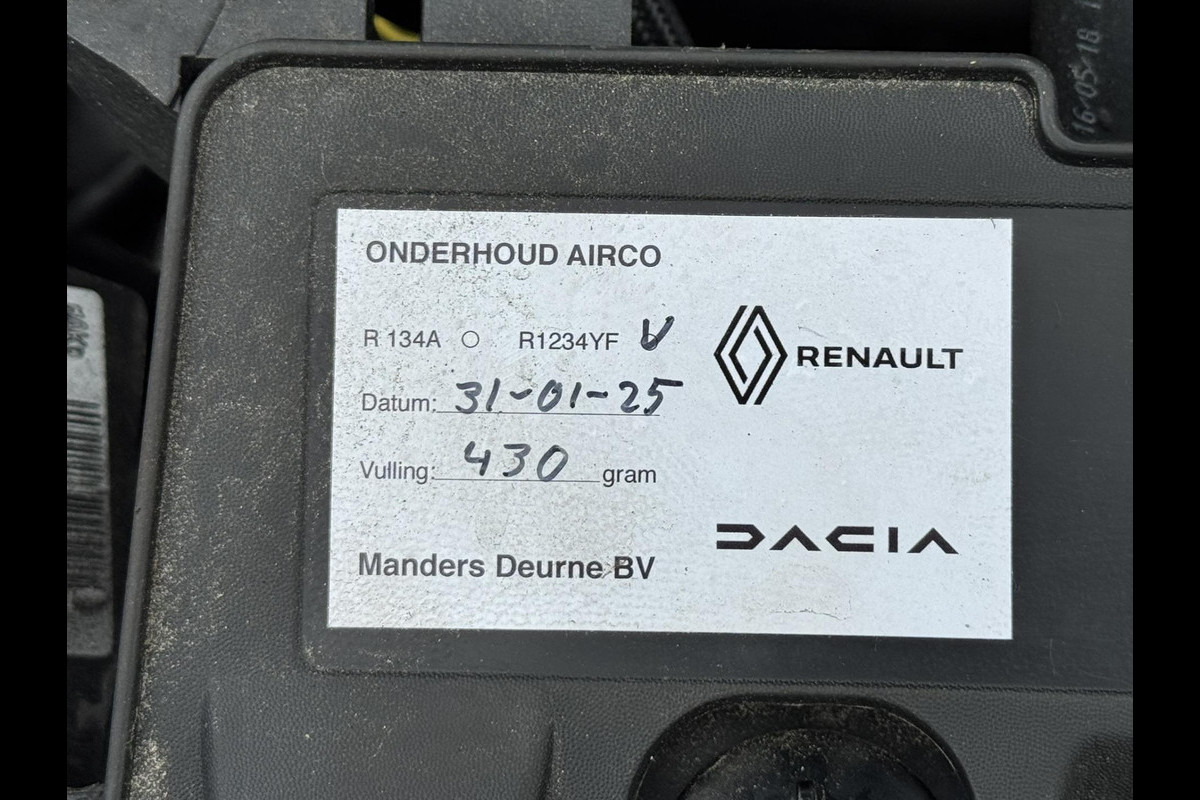 16-05-18
ONDERHOUD AIRCO
R 134A R1234YF V
RENAULT
Datum: 31-01-25
Vulling: 430 gram
DACIA
Manders Deurne BV